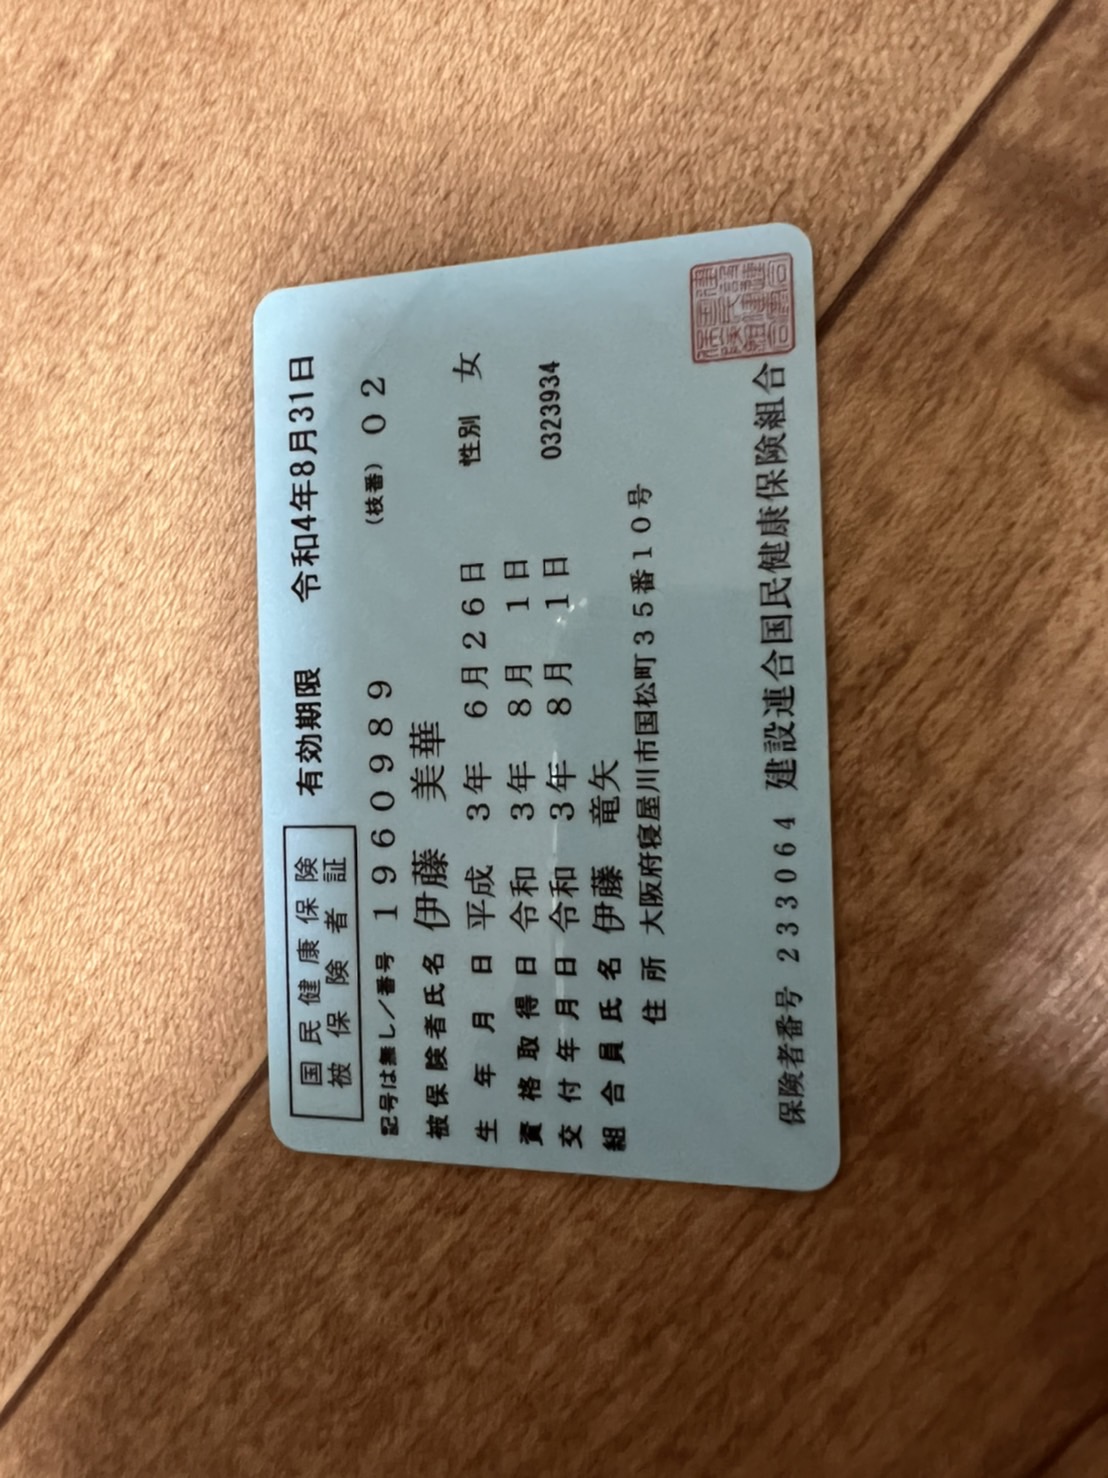 国民健康保険
被保険者証
有効期限 令和4年8月31日
記号は無し／番号 1960989 (枝番) 02
被保険者氏名 伊藤 美華
生年月日 平成 3年 6月26日 性別 女
資格取得日 令和 3年 8月 1日
交付年月日 令和 3年 8月 1日 0323934
組合員氏名 伊藤 竜矢
住所 大阪府寝屋川市国松町35番10号
保険者番号 233064 建設連合国民健康保険組合